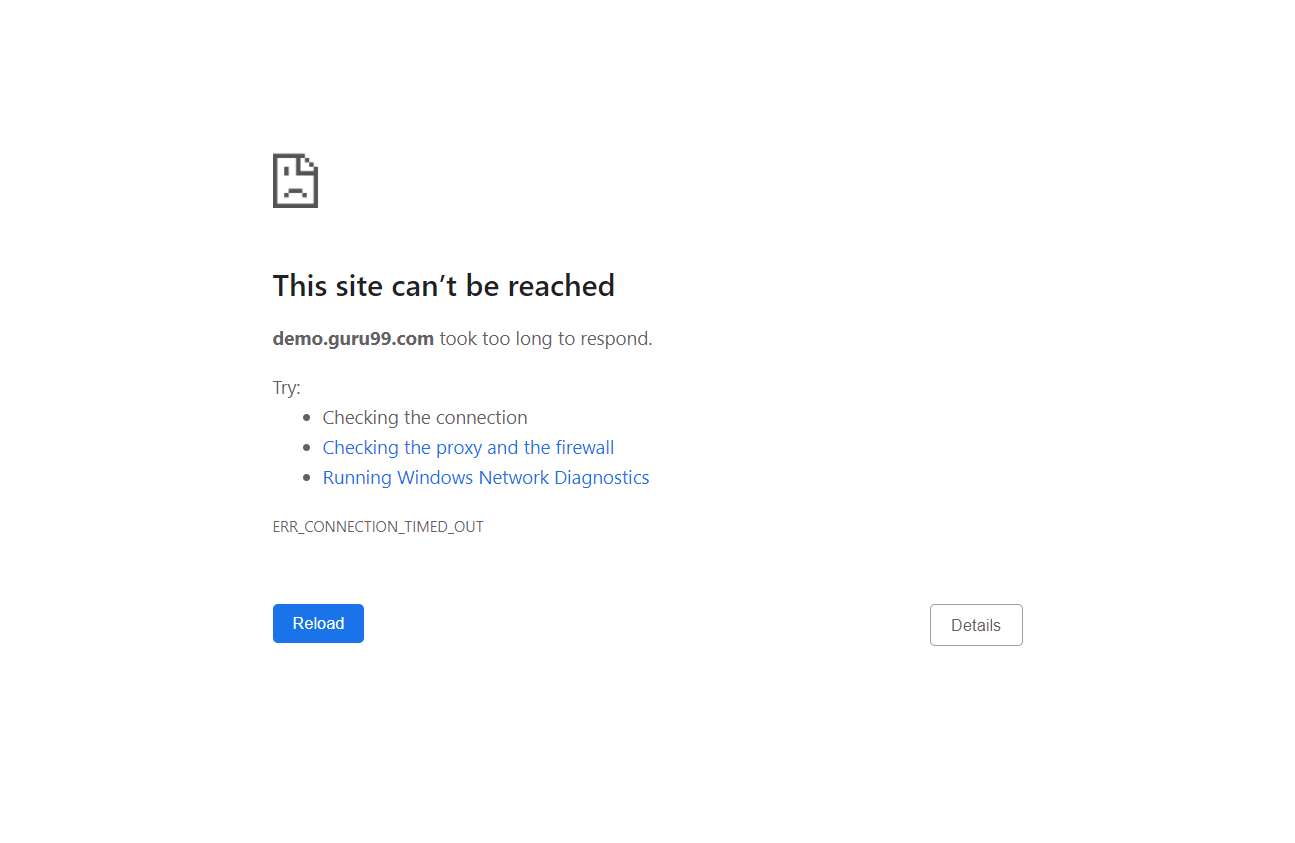 This site can’t be reached
demo.guru99.com took too long to respond.
Try:
Checking the connection
Checking the proxy and the firewall
Running Windows Network Diagnostics
ERR_CONNECTION_TIMED_OUT
Reload
Details